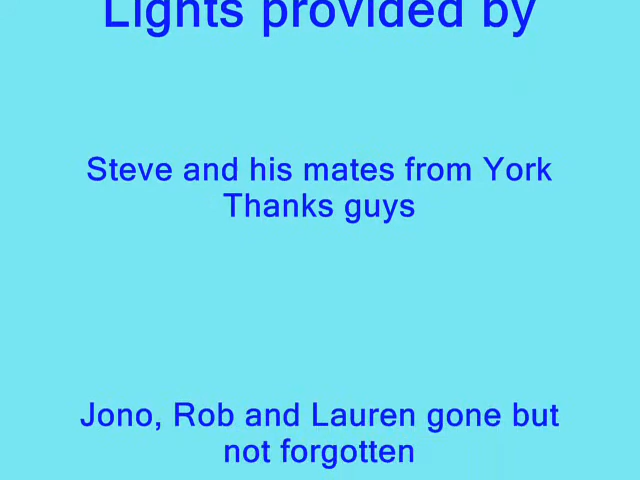 Lights provided by
Steve and his mates from York
Thanks guys
Jono, Rob and Lauren gone but
not forgotten